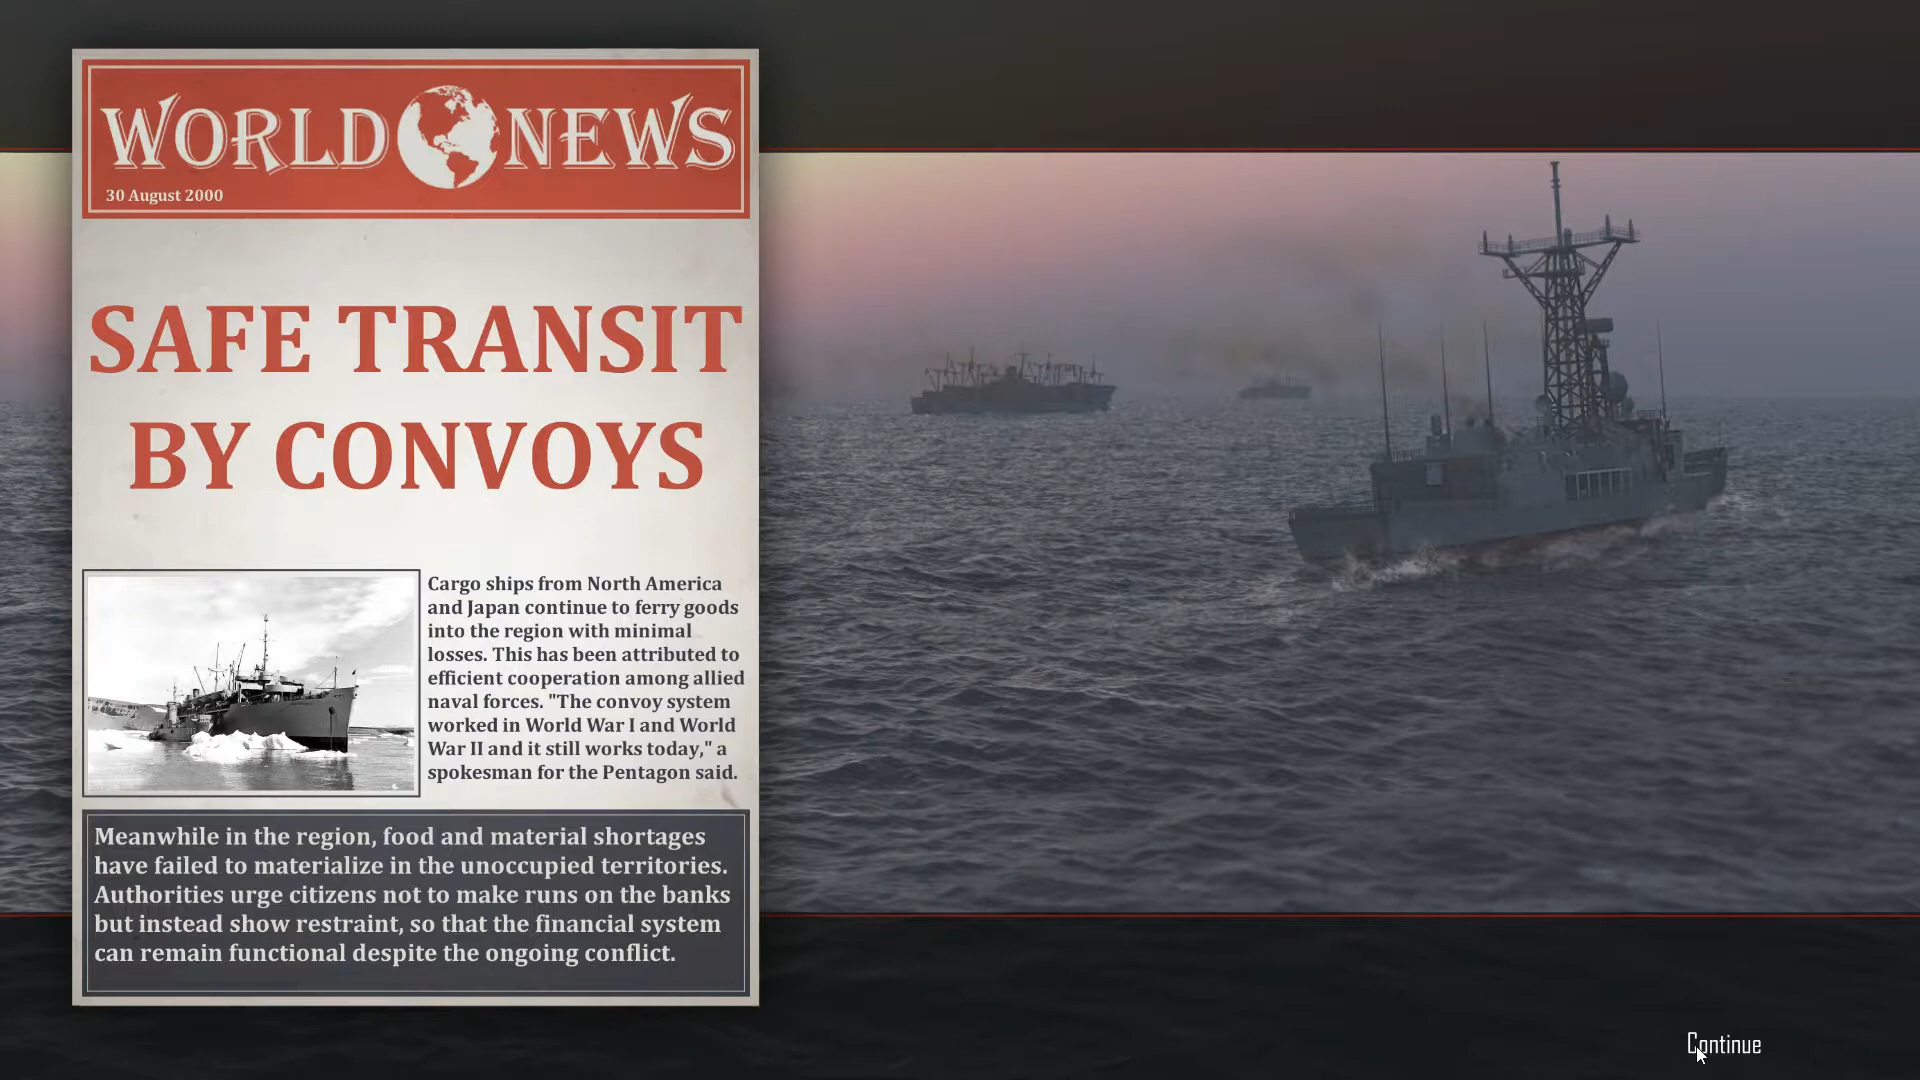 WORLD NEWS
30 August 2000
SAFE TRANSIT
BY CONVOYS
Cargo ships from North America
and Japan continue to ferry goods
into the region with minimal
losses. This has been attributed to
efficient cooperation among allied
naval forces. "The convoy system
worked in World War I and World
War II and it still works today," a
spokesman for the Pentagon said.
Meanwhile in the region, food and material shortages
have failed to materialize in the unoccupied territories.
Authorities urge citizens not to make runs on the banks
but instead show restraint, so that the financial system
can remain functional despite the ongoing conflict.
Continue